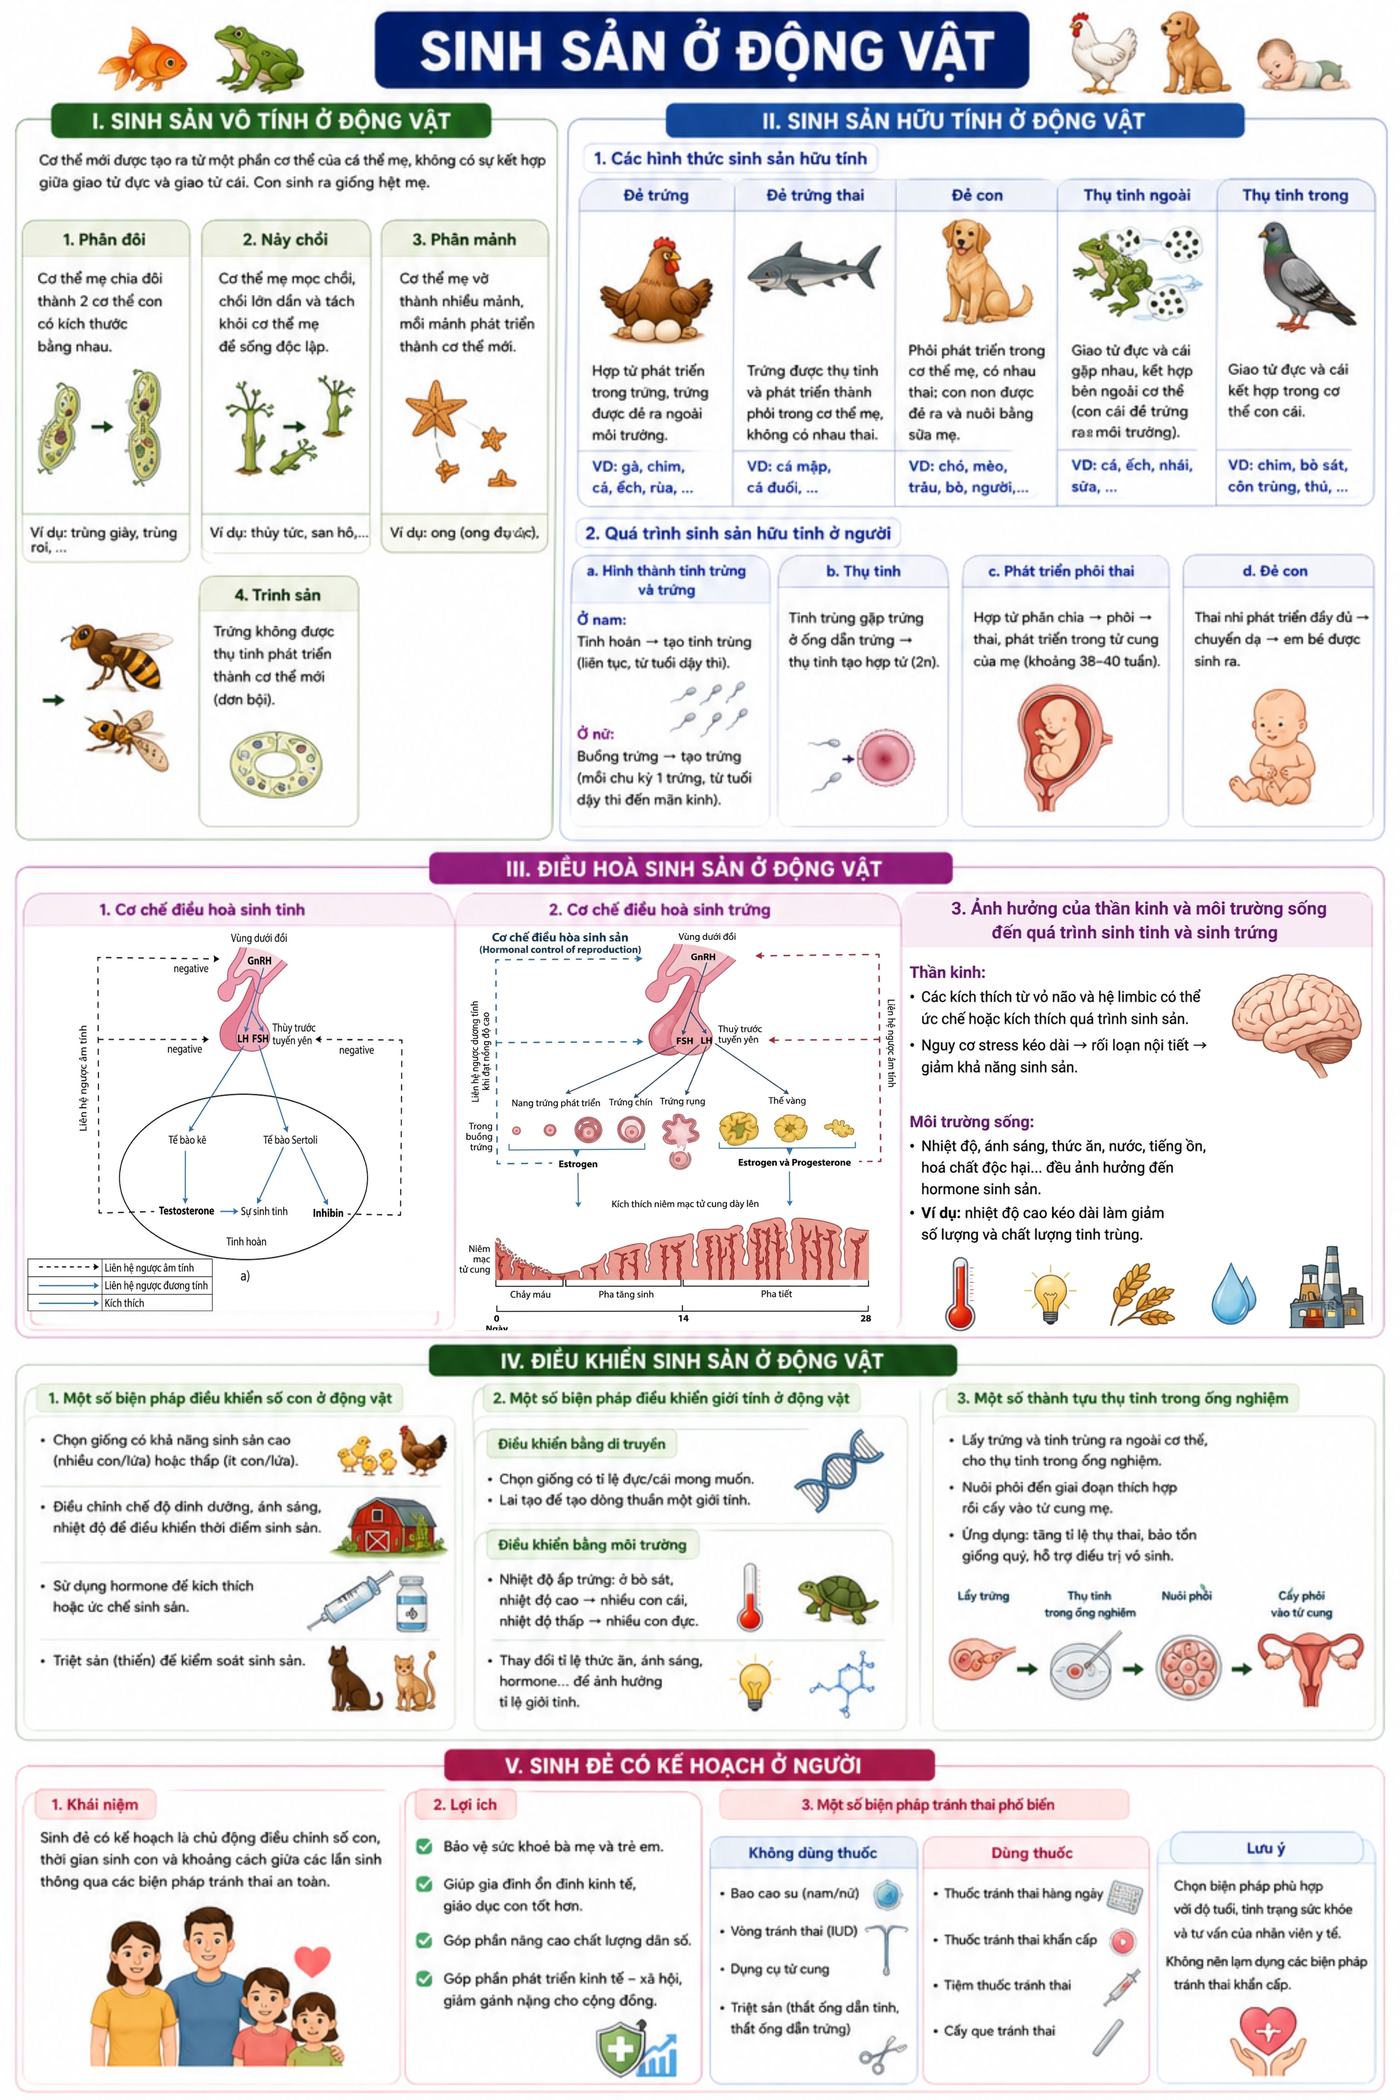 SINH SẢN Ở ĐỘNG VẬT
I. SINH SẢN VÔ TÍNH Ở ĐỘNG VẬT
Cơ thể mới được tạo ra từ một phần cơ thể của cá thể mẹ, không có sự kết hợp
giữa giao tử đực và giao tử cái. Con sinh ra giống hệt mẹ.
1. Phân đôi
Cơ thể mẹ chia đôi
thành 2 cơ thể con
có kích thước
bằng nhau.
Ví dụ: trùng giày, trùng
roi, ...
2. Nảy chồi
Cơ thể mẹ mọc chồi,
chồi lớn dần và tách
khỏi cơ thể mẹ
để sống độc lập.
Ví dụ: thủy tức, san hô,...
3. Phân mảnh
Cơ thể mẹ vỡ
thành nhiều mảnh,
mỗi mảnh phát triển
thành cơ thể mới.
Ví dụ: ong (ong
4. Trinh sản
Trứng không được
thụ tinh phát triển
thành cơ thể mới
(đơn bội).
II. SINH SẢN HỮU TÍNH Ở ĐỘNG VẬT
1. Các hình thức sinh sản hữu tính
Đẻ trứng
Hợp tử phát triển
trong trứng, trứng
được đẻ ra ngoài
môi trường.
VD: gà, chim,
cá, ếch, rùa, ...
Đẻ trứng thai
Trứng được thụ tinh
và phát triển thành
phôi trong cơ thể mẹ,
không có nhau thai.
VD: cá mập,
cá đuối, ...
Đẻ con
Phôi phát triển trong
cơ thể mẹ, có nhau
thai; con non được
đẻ ra và nuôi bằng
sữa mẹ.
VD: chó, mèo,
trâu, bò, người,...
Thụ tinh ngoài
Giao tử đực và cái
gặp nhau, kết hợp
bên ngoài cơ thể
(con cái đẻ trứng
ra môi trường).
VD: cá, ếch, nhái,
sứa, ...
Thụ tinh trong
Giao tử đực và cái
kết hợp trong cơ
thể con cái.
VD: chim, bò sát,
côn trùng, thú, ...
2. Quá trình sinh sản hữu tính ở người
a. Hình thành tinh trùng
và trứng
Ở nam:
Tinh hoàn → tạo tinh trùng
(liên tục, từ tuổi dậy thì).
Ở nữ:
Buồng trứng → tạo trứng
(mỗi chu kỳ 1 trứng, từ tuổi
dậy thì đến mãn kinh).
b. Thụ tinh
Tinh trùng gặp trứng
ở ống dẫn trứng →
thụ tinh tạo hợp tử (2n).
c. Phát triển phôi thai
Hợp tử phân chia → phôi →
thai, phát triển trong tử cung
của mẹ (khoảng 38–40 tuần).
d. Đẻ con
Thai nhi phát triển đầy đủ →
chuyển dạ → em bé được
sinh ra.
III. ĐIỀU HOÀ SINH SẢN Ở ĐỘNG VẬT
1. Cơ chế điều hoà sinh tinh
Vùng dưới đồi
GnRH
negative
LH FSH
Thùy trước
tuyến yên
negative
negative
Liên hệ ngược âm tính
Tế bào kẽ
Tế bào Sertoli
Testosterone
Sự sinh tinh
Inhibin
Tinh hoàn
Liên hệ ngược âm tính
Liên hệ ngược dương tính
Kích thích
a)
2. Cơ chế điều hoà sinh trứng
Cơ chế điều hòa sinh sản
(Hormonal control of reproduction)
Vùng dưới đồi
GnRH
FSH LH
Thuỳ trước
tuyến yên
Liên hệ ngược dương tính
khi đạt nồng độ cao
Liên hệ ngược âm tính
Nang trứng phát triển
Trứng chín
Trứng rụng
Thể vàng
Trong
buồng
trứng
Estrogen
Estrogen và Progesterone
Kích thích niêm mạc tử cung dày lên
Niêm
mạc
tử cung
Chảy máu
Pha tăng sinh
Pha tiết
0
14
28
Ngày
3. Ảnh hưởng của thần kinh và môi trường sống
đến quá trình sinh tinh và sinh trứng
Thần kinh:
• Các kích thích từ vỏ não và hệ limbic có thể
ức chế hoặc kích thích quá trình sinh sản.
• Nguy cơ stress kéo dài → rối loạn nội tiết →
giảm khả năng sinh sản.
Môi trường sống:
• Nhiệt độ, ánh sáng, thức ăn, nước, tiếng ồn,
hoá chất độc hại... đều ảnh hưởng đến
hormone sinh sản.
• Ví dụ: nhiệt độ cao kéo dài làm giảm
số lượng và chất lượng tinh trùng.
IV. ĐIỀU KHIỂN SINH SẢN Ở ĐỘNG VẬT
1. Một số biện pháp điều khiển số con ở động vật
• Chọn giống có khả năng sinh sản cao
(nhiều con/lứa) hoặc thấp (ít con/lứa).
• Điều chỉnh chế độ dinh dưỡng, ánh sáng,
nhiệt độ để điều khiển thời điểm sinh sản.
• Sử dụng hormone để kích thích
hoặc ức chế sinh sản.
• Triệt sản (thiến) để kiểm soát sinh sản.
2. Một số biện pháp điều khiển giới tính ở động vật
Điều khiển bằng di truyền
• Chọn giống có tỉ lệ đực/cái mong muốn.
• Lai tạo để tạo dòng thuần một giới tính.
Điều khiển bằng môi trường
• Nhiệt độ ấp trứng: ở bò sát,
nhiệt độ cao → nhiều con cái,
nhiệt độ thấp → nhiều con đực.
• Thay đổi tỉ lệ thức ăn, ánh sáng,
hormone... để ảnh hưởng
tỉ lệ giới tính.
3. Một số thành tựu thụ tinh trong ống nghiệm
• Lấy trứng và tinh trùng ra ngoài cơ thể,
cho thụ tinh trong ống nghiệm.
• Nuôi phôi đến giai đoạn thích hợp
rồi cấy vào tử cung mẹ.
• Ứng dụng: tăng tỉ lệ thụ thai, bảo tồn
giống quý, hỗ trợ điều trị vô sinh.
Lấy trứng
Thụ tinh
trong ống nghiệm
Nuôi phôi
Cấy phôi
vào tử cung
V. SINH ĐẺ CÓ KẾ HOẠCH Ở NGƯỜI
1. Khái niệm
Sinh đẻ có kế hoạch là chủ động điều chỉnh số con,
thời gian sinh con và khoảng cách giữa các lần sinh
thông qua các biện pháp tránh thai an toàn.
2. Lợi ích
Bảo vệ sức khoẻ bà mẹ và trẻ em.
Giúp gia đình ổn định kinh tế,
giáo dục con tốt hơn.
Góp phần nâng cao chất lượng dân số.
Góp phần phát triển kinh tế – xã hội,
giảm gánh nặng cho cộng đồng.
3. Một số biện pháp tránh thai phổ biến
Không dùng thuốc
• Bao cao su (nam/nữ)
• Vòng tránh thai (IUD)
• Dụng cụ tử cung
• Triệt sản (thắt ống dẫn tinh,
thắt ống dẫn trứng)
Dùng thuốc
• Thuốc tránh thai hàng ngày
• Thuốc tránh thai khẩn cấp
• Tiêm thuốc tránh thai
• Cấy que tránh thai
Lưu ý
Chọn biện pháp phù hợp
với độ tuổi, tình trạng sức khỏe
và tư vấn của nhân viên y tế.
Không nên lạm dụng các biện pháp
tránh thai khẩn cấp.